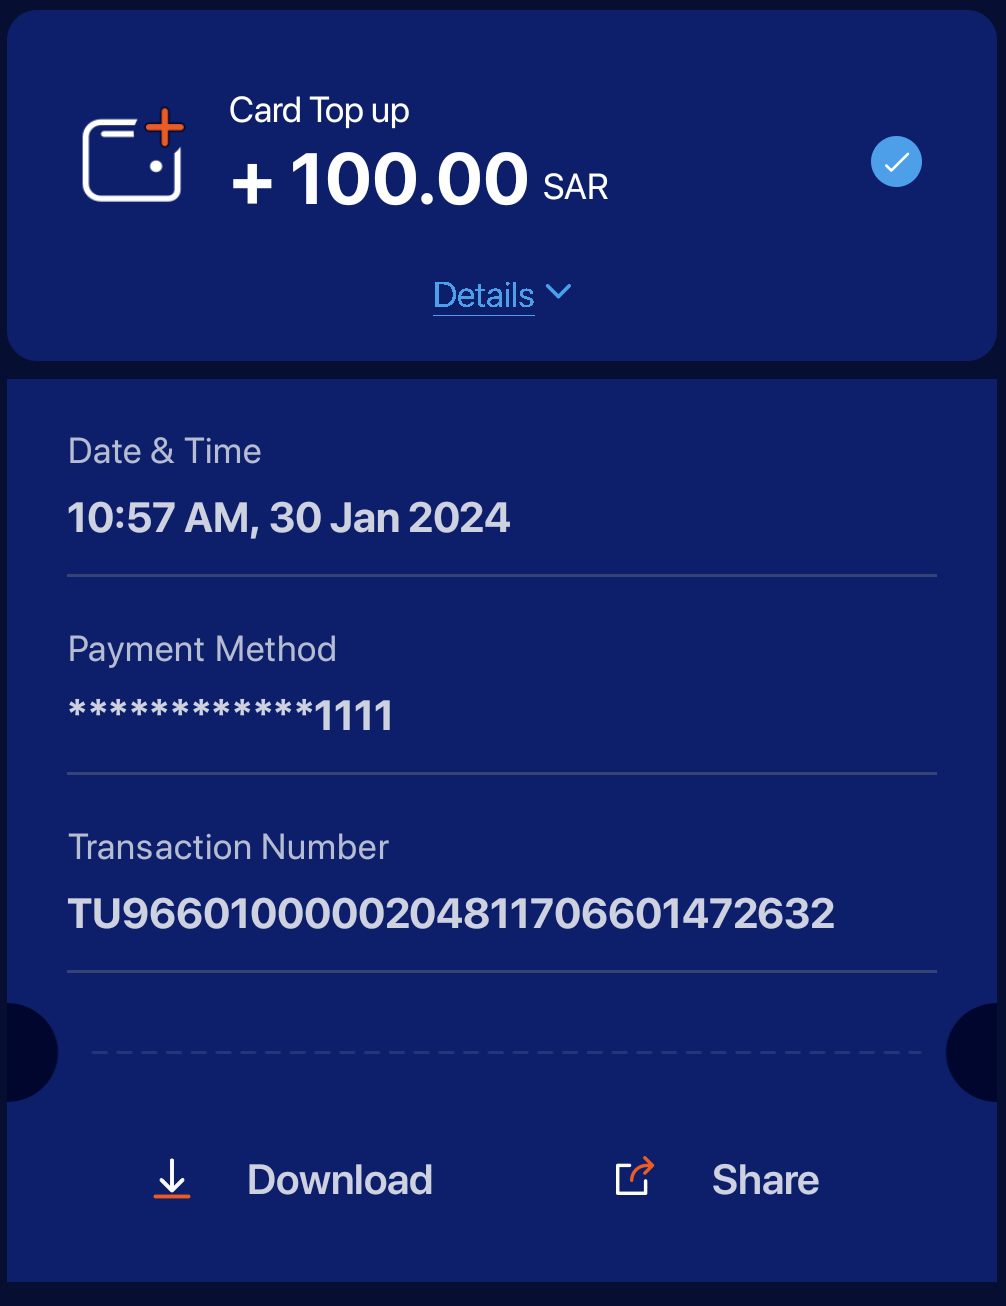 Card Top up
+ 100.00 SAR
Details
Date & Time
10:57 AM, 30 Jan 2024
Payment Method
************1111
Transaction Number
TU9660100000204811706601472632
Download
Share